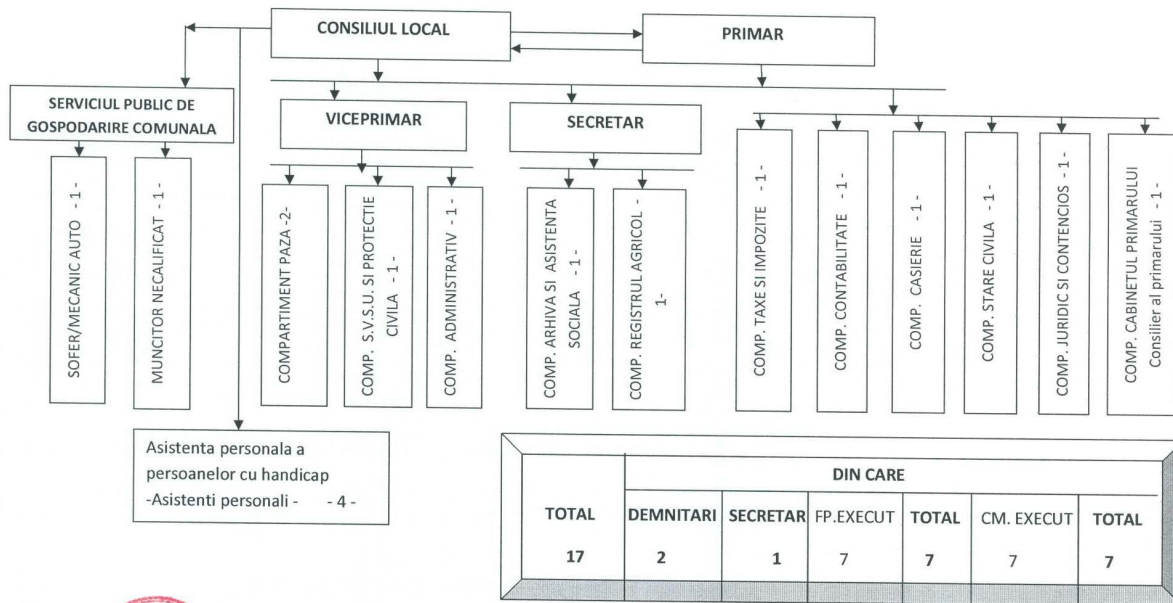 CONSILIUL LOCAL
PRIMAR
SERVICIUL PUBLIC DE
GOSPODARIRE COMUNALA
VICEPRIMAR
SECRETAR
SOFER/MECANIC AUTO - 1 -
MUNCITOR NECALIFICAT - 1 -
COMPARTIMENT PAZA -2-
COMP. S.V.S.U. SI PROTECTIE
CIVILA - 1 -
COMP. ADMINISTRATIV - 1 -
COMP. ARHIVA SI ASISTENTA
SOCIALA - 1 -
COMP. REGISTRUL AGRICOL -
1-
COMP. TAXE SI IMPOZITE - 1 -
COMP. CONTABILITATE - 1 -
COMP. CASIERIE - 1 -
COMP. STARE CIVILA - 1 -
COMP. JURIDIC SI CONTENCIOS - 1 -
COMP. CABINETUL PRIMARULUI
Consilier al primarului - 1 -
Asistenta personala a
persoanelor cu handicap
-Asistenti personali - - 4 -
DIN CARE
TOTAL DEMNITARI SECRETAR FP.EXECUT TOTAL CM. EXECUT TOTAL
17 2 1 7 7 7 7